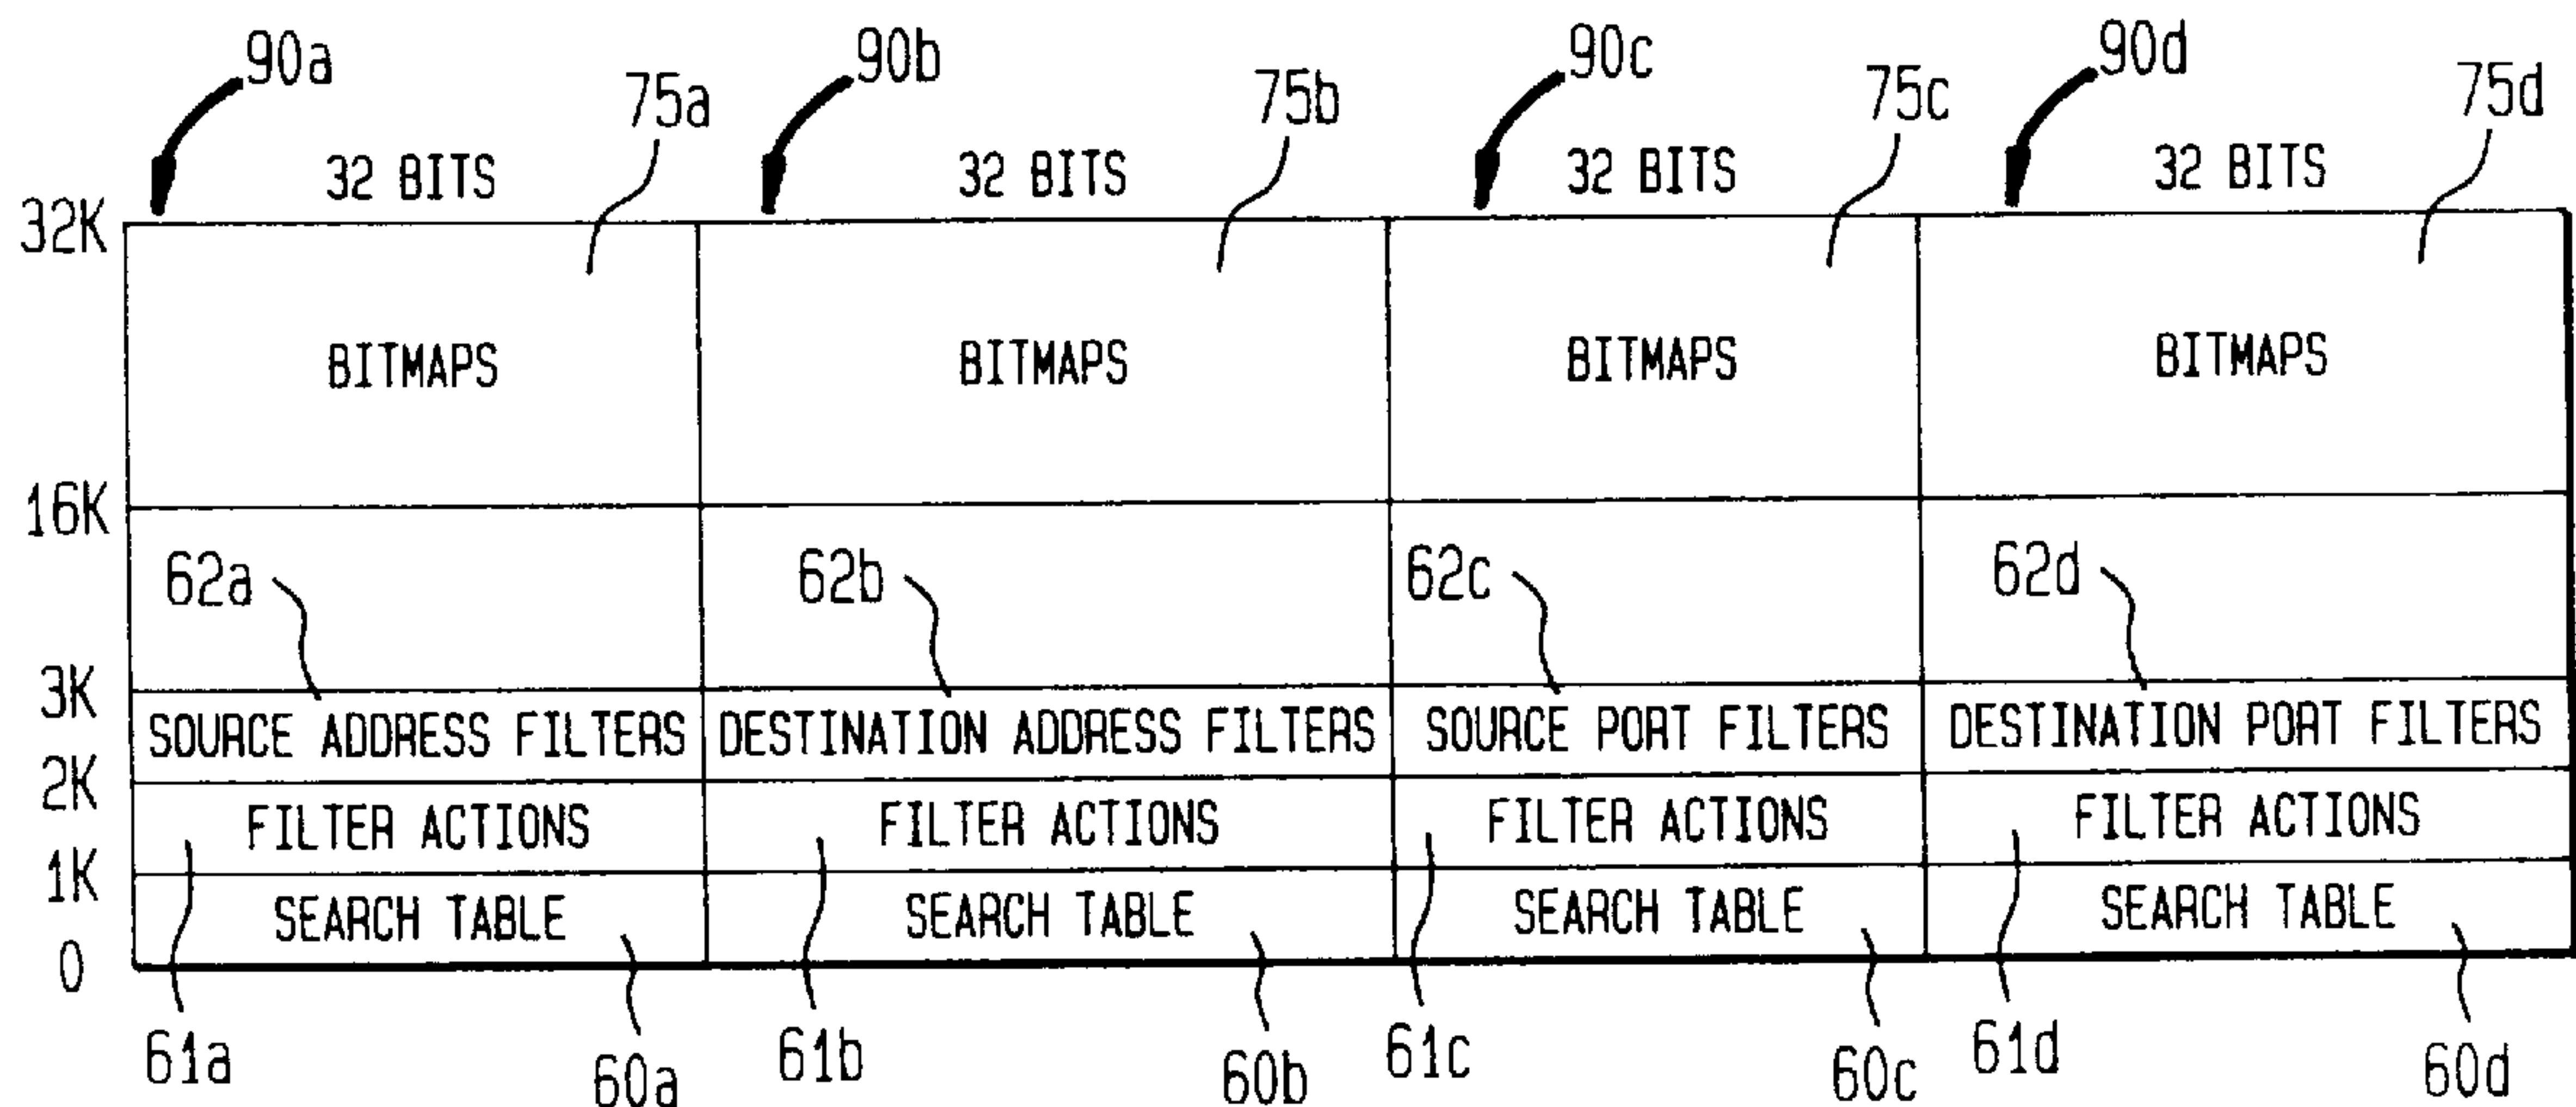 90a 90b 90c 90d
75a 75b 75c 75d
32 BITS 32 BITS 32 BITS 32 BITS
32K
BITMAPS BITMAPS BITMAPS BITMAPS
16K
62a 62b 62c 62d
3K
SOURCE ADDRESS FILTERS DESTINATION ADDRESS FILTERS SOURCE PORT FILTERS DESTINATION PORT FILTERS
2K
FILTER ACTIONS FILTER ACTIONS FILTER ACTIONS FILTER ACTIONS
1K
SEARCH TABLE SEARCH TABLE SEARCH TABLE SEARCH TABLE
0
61a 60a 61b 60b 61c 60c 61d 60d